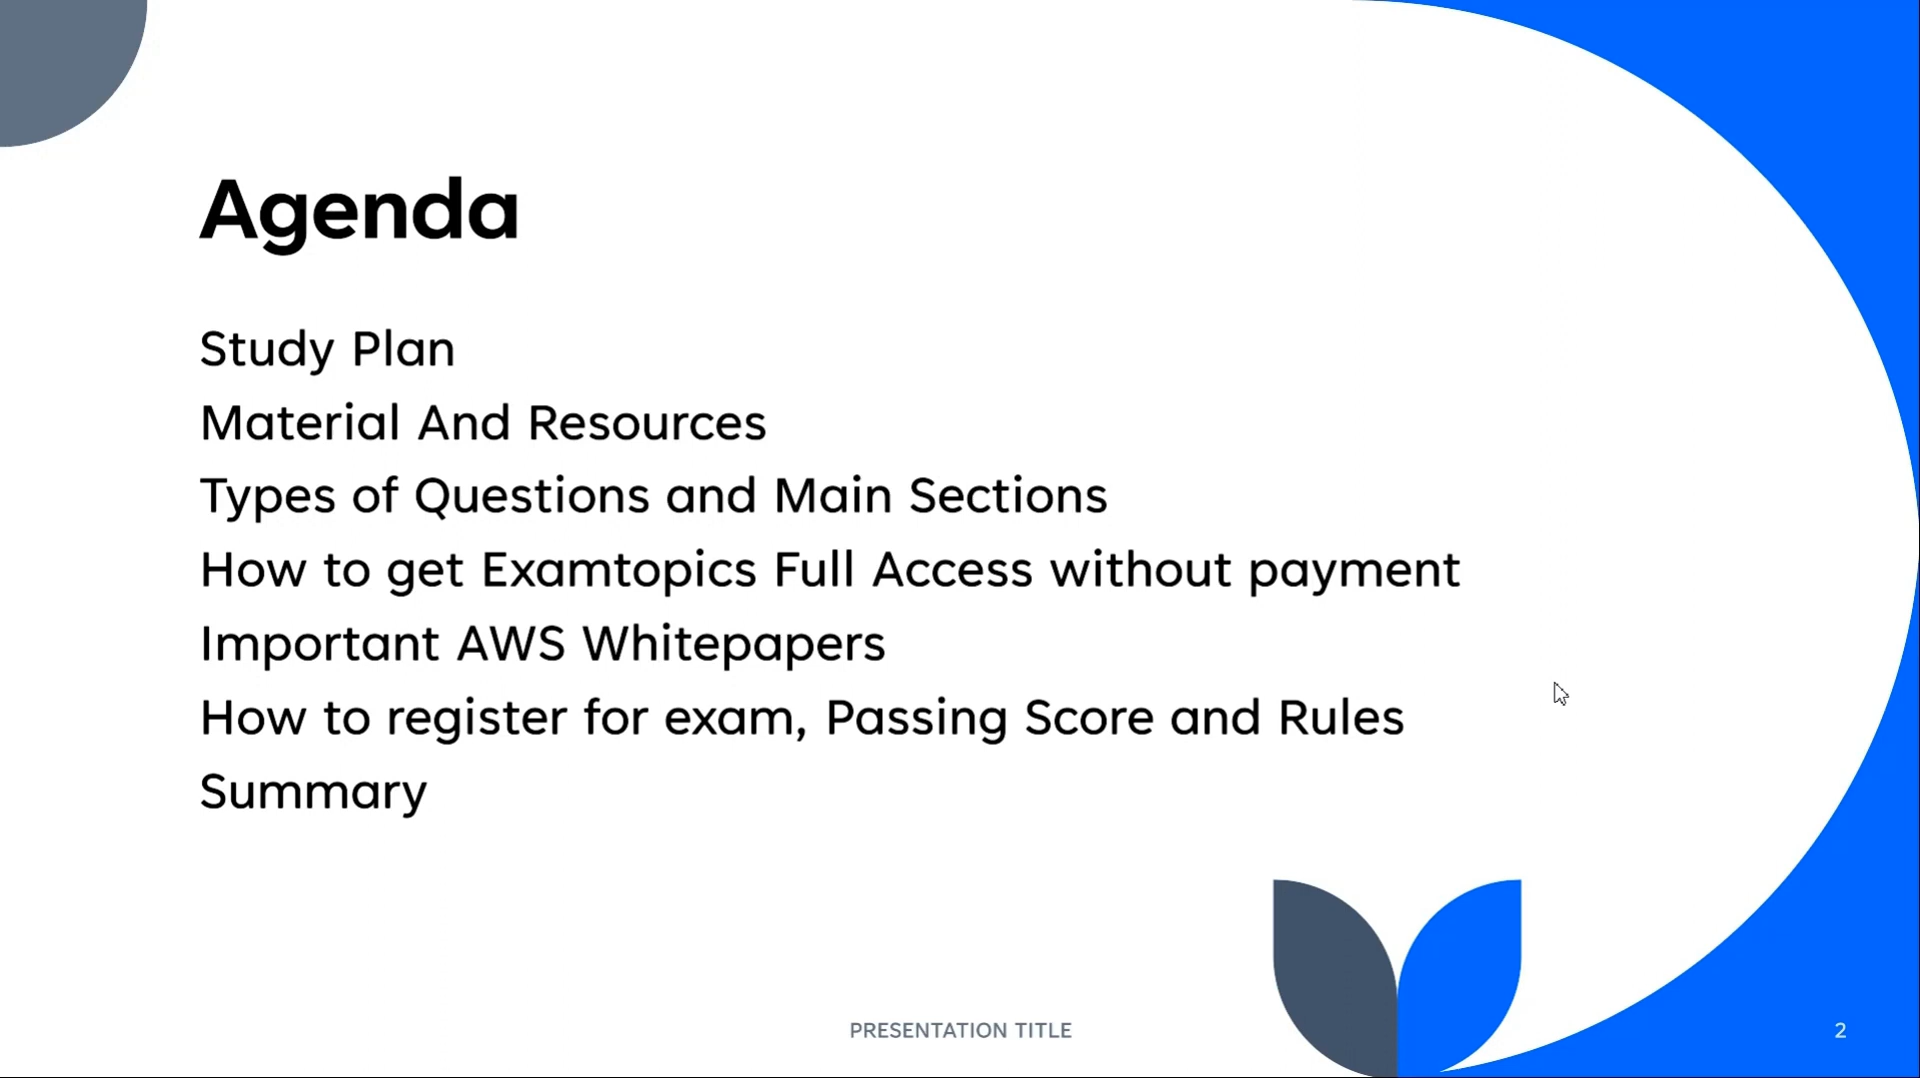 Agenda
Study Plan
Material And Resources
Types of Questions and Main Sections
How to get Examtopics Full Access without payment
Important AWS Whitepapers
How to register for exam, Passing Score and Rules
Summary
PRESENTATION TITLE
2